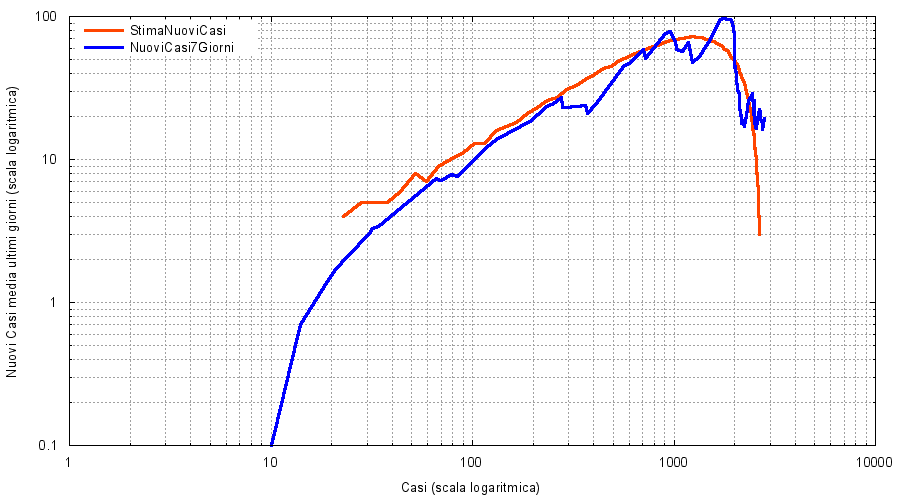 StimaNuoviCasi
NuoviCasi7Giorni
100
10
1
0.1
Nuovi Casi media ultimi giorni (scala logaritmica)
1
10
100
1000
10000
Casi (scala logaritmica)